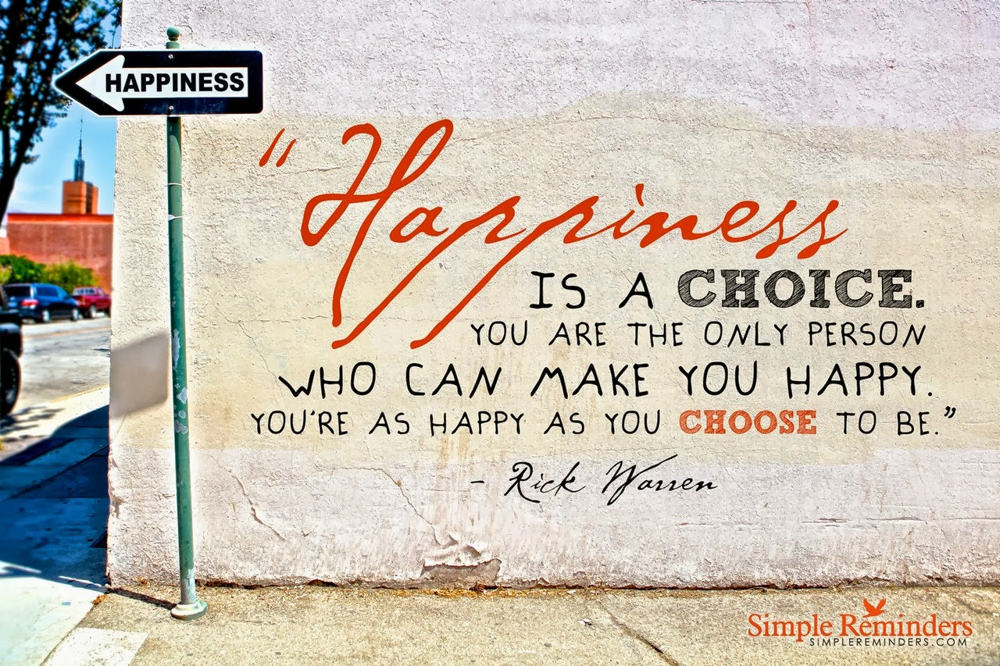 HAPPINESS
“Happiness
IS A CHOICE.
YOU ARE THE ONLY PERSON
WHO CAN MAKE YOU HAPPY.
YOU'RE AS HAPPY AS YOU CHOOSE TO BE.”
- Rick Warren
Simple Reminders
SIMPLEREMINDERS.COM